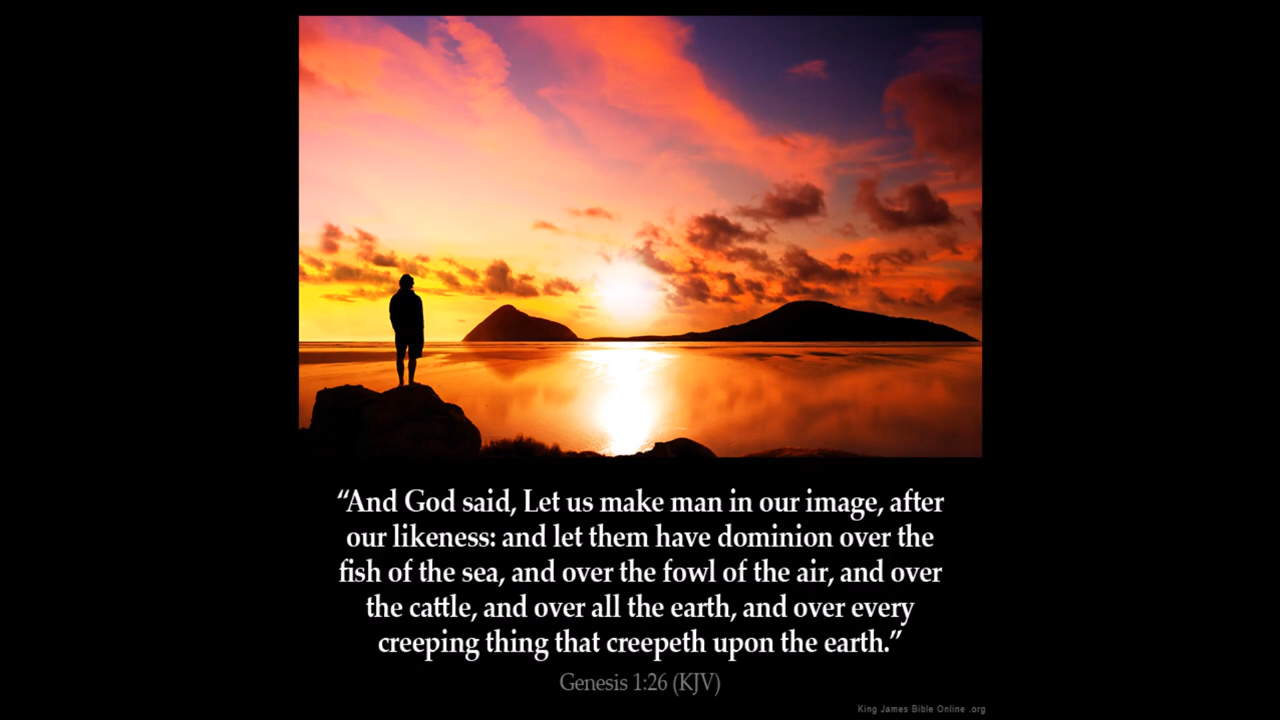 “And God said, Let us make man in our image, after
our likeness: and let them have dominion over the
fish of the sea, and over the fowl of the air, and over
the cattle, and over all the earth, and over every
creeping thing that creepeth upon the earth.”
Genesis 1:26 (KJV)
King James Bible Online .org